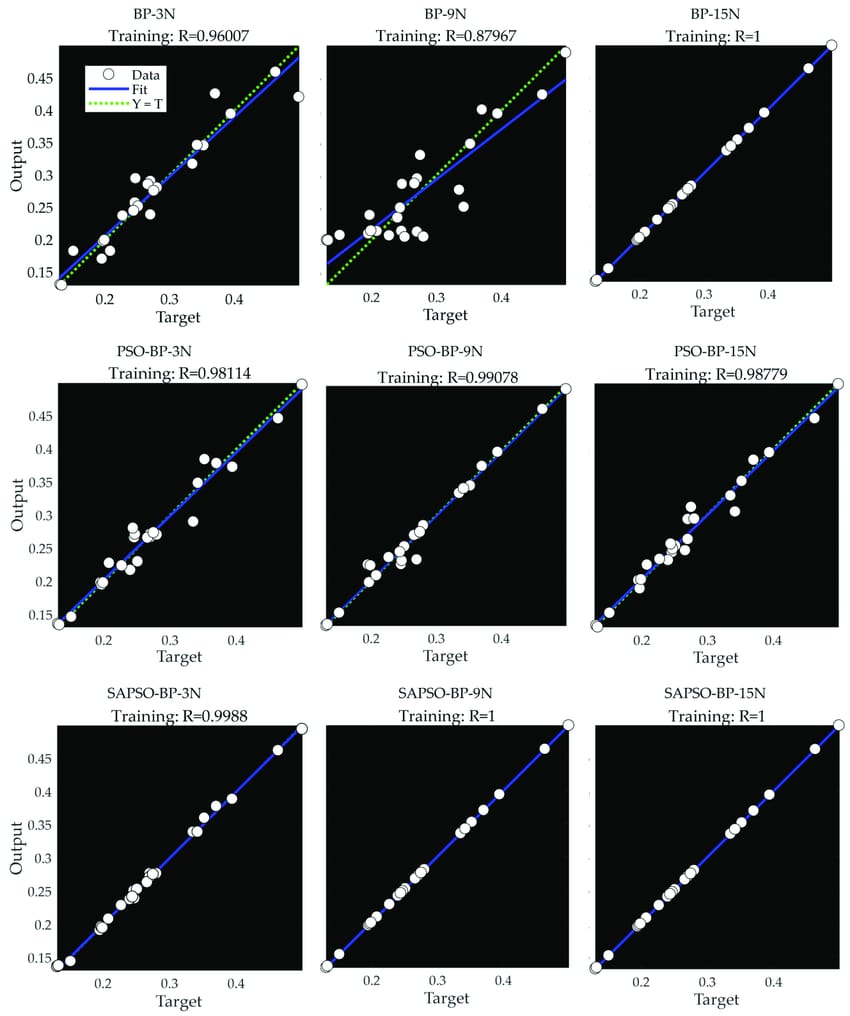 BP-3N
Training: R=0.96007
BP-9N
Training: R=0.87967
BP-15N
Training: R=1
Data
Fit
Y = T
Output
0.45
0.4
0.35
0.3
0.25
0.2
0.15
0.2 0.3 0.4
Target
0.2 0.3 0.4
Target
0.2 0.3 0.4
Target
PSO-BP-3N
Training: R=0.98114
PSO-BP-9N
Training: R=0.99078
PSO-BP-15N
Training: R=0.98779
Output
0.45
0.4
0.35
0.3
0.25
0.2
0.15
0.2 0.3 0.4
Target
0.2 0.3 0.4
Target
0.2 0.3 0.4
Target
SAPSO-BP-3N
Training: R=0.9988
SAPSO-BP-9N
Training: R=1
SAPSO-BP-15N
Training: R=1
Output
0.45
0.4
0.35
0.3
0.25
0.2
0.15
0.2 0.3 0.4
Target
0.2 0.3 0.4
Target
0.2 0.3 0.4
Target